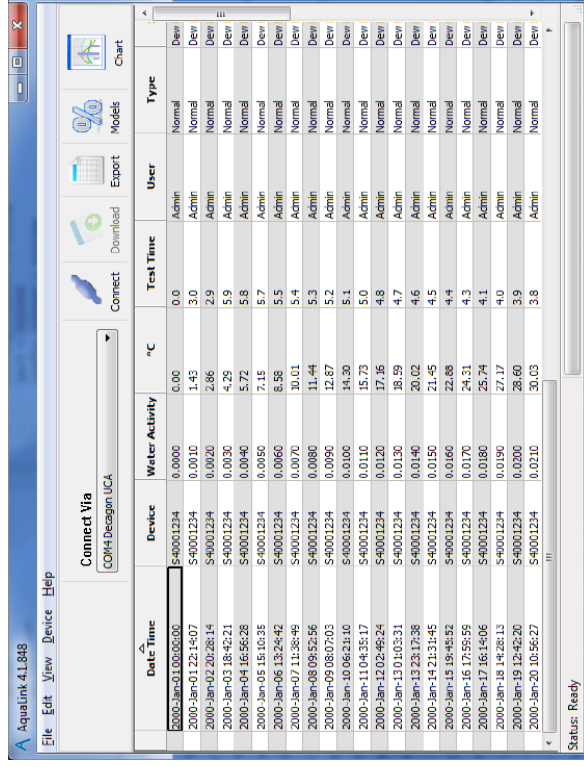 AquaLink 4.1.848
File Edit View Device Help
Connect Via
COM4 Decagon UCA
Connect Download Export Models Chart
Date Time Device Water Activity °C Test Time User Type
2000-Jan-01 00:00:00 S40001234 0.0000 0.00 0.0 Admin Normal Dew
2000-Jan-01 22:14:07 S40001234 0.0010 1.43 3.0 Admin Normal Dew
2000-Jan-02 20:28:14 S40001234 0.0020 2.86 2.9 Admin Normal Dew
2000-Jan-03 18:42:21 S40001234 0.0030 4.29 5.9 Admin Normal Dew
2000-Jan-04 16:56:28 S40001234 0.0040 5.72 5.8 Admin Normal Dew
2000-Jan-05 15:10:35 S40001234 0.0050 7.15 5.7 Admin Normal Dew
2000-Jan-06 13:24:42 S40001234 0.0060 8.58 5.5 Admin Normal Dew
2000-Jan-07 11:38:49 S40001234 0.0070 10.01 5.4 Admin Normal Dew
2000-Jan-08 09:52:56 S40001234 0.0080 11.44 5.3 Admin Normal Dew
2000-Jan-09 08:07:03 S40001234 0.0090 12.87 5.2 Admin Normal Dew
2000-Jan-10 06:21:10 S40001234 0.0100 14.30 5.1 Admin Normal Dew
2000-Jan-11 04:35:17 S40001234 0.0110 15.73 5.0 Admin Normal Dew
2000-Jan-12 02:49:24 S40001234 0.0120 17.16 4.8 Admin Normal Dew
2000-Jan-13 01:03:31 S40001234 0.0130 18.59 4.7 Admin Normal Dew
2000-Jan-13 23:17:38 S40001234 0.0140 20.02 4.6 Admin Normal Dew
2000-Jan-14 21:31:45 S40001234 0.0150 21.45 4.5 Admin Normal Dew
2000-Jan-15 19:45:52 S40001234 0.0160 22.88 4.4 Admin Normal Dew
2000-Jan-16 17:59:59 S40001234 0.0170 24.31 4.3 Admin Normal Dew
2000-Jan-17 16:14:06 S40001234 0.0180 25.74 4.1 Admin Normal Dew
2000-Jan-18 14:28:13 S40001234 0.0190 27.17 4.0 Admin Normal Dew
2000-Jan-19 12:42:20 S40001234 0.0200 28.60 3.9 Admin Normal Dew
2000-Jan-20 10:56:27 S40001234 0.0210 30.03 3.8 Admin Normal Dew
Status: Ready